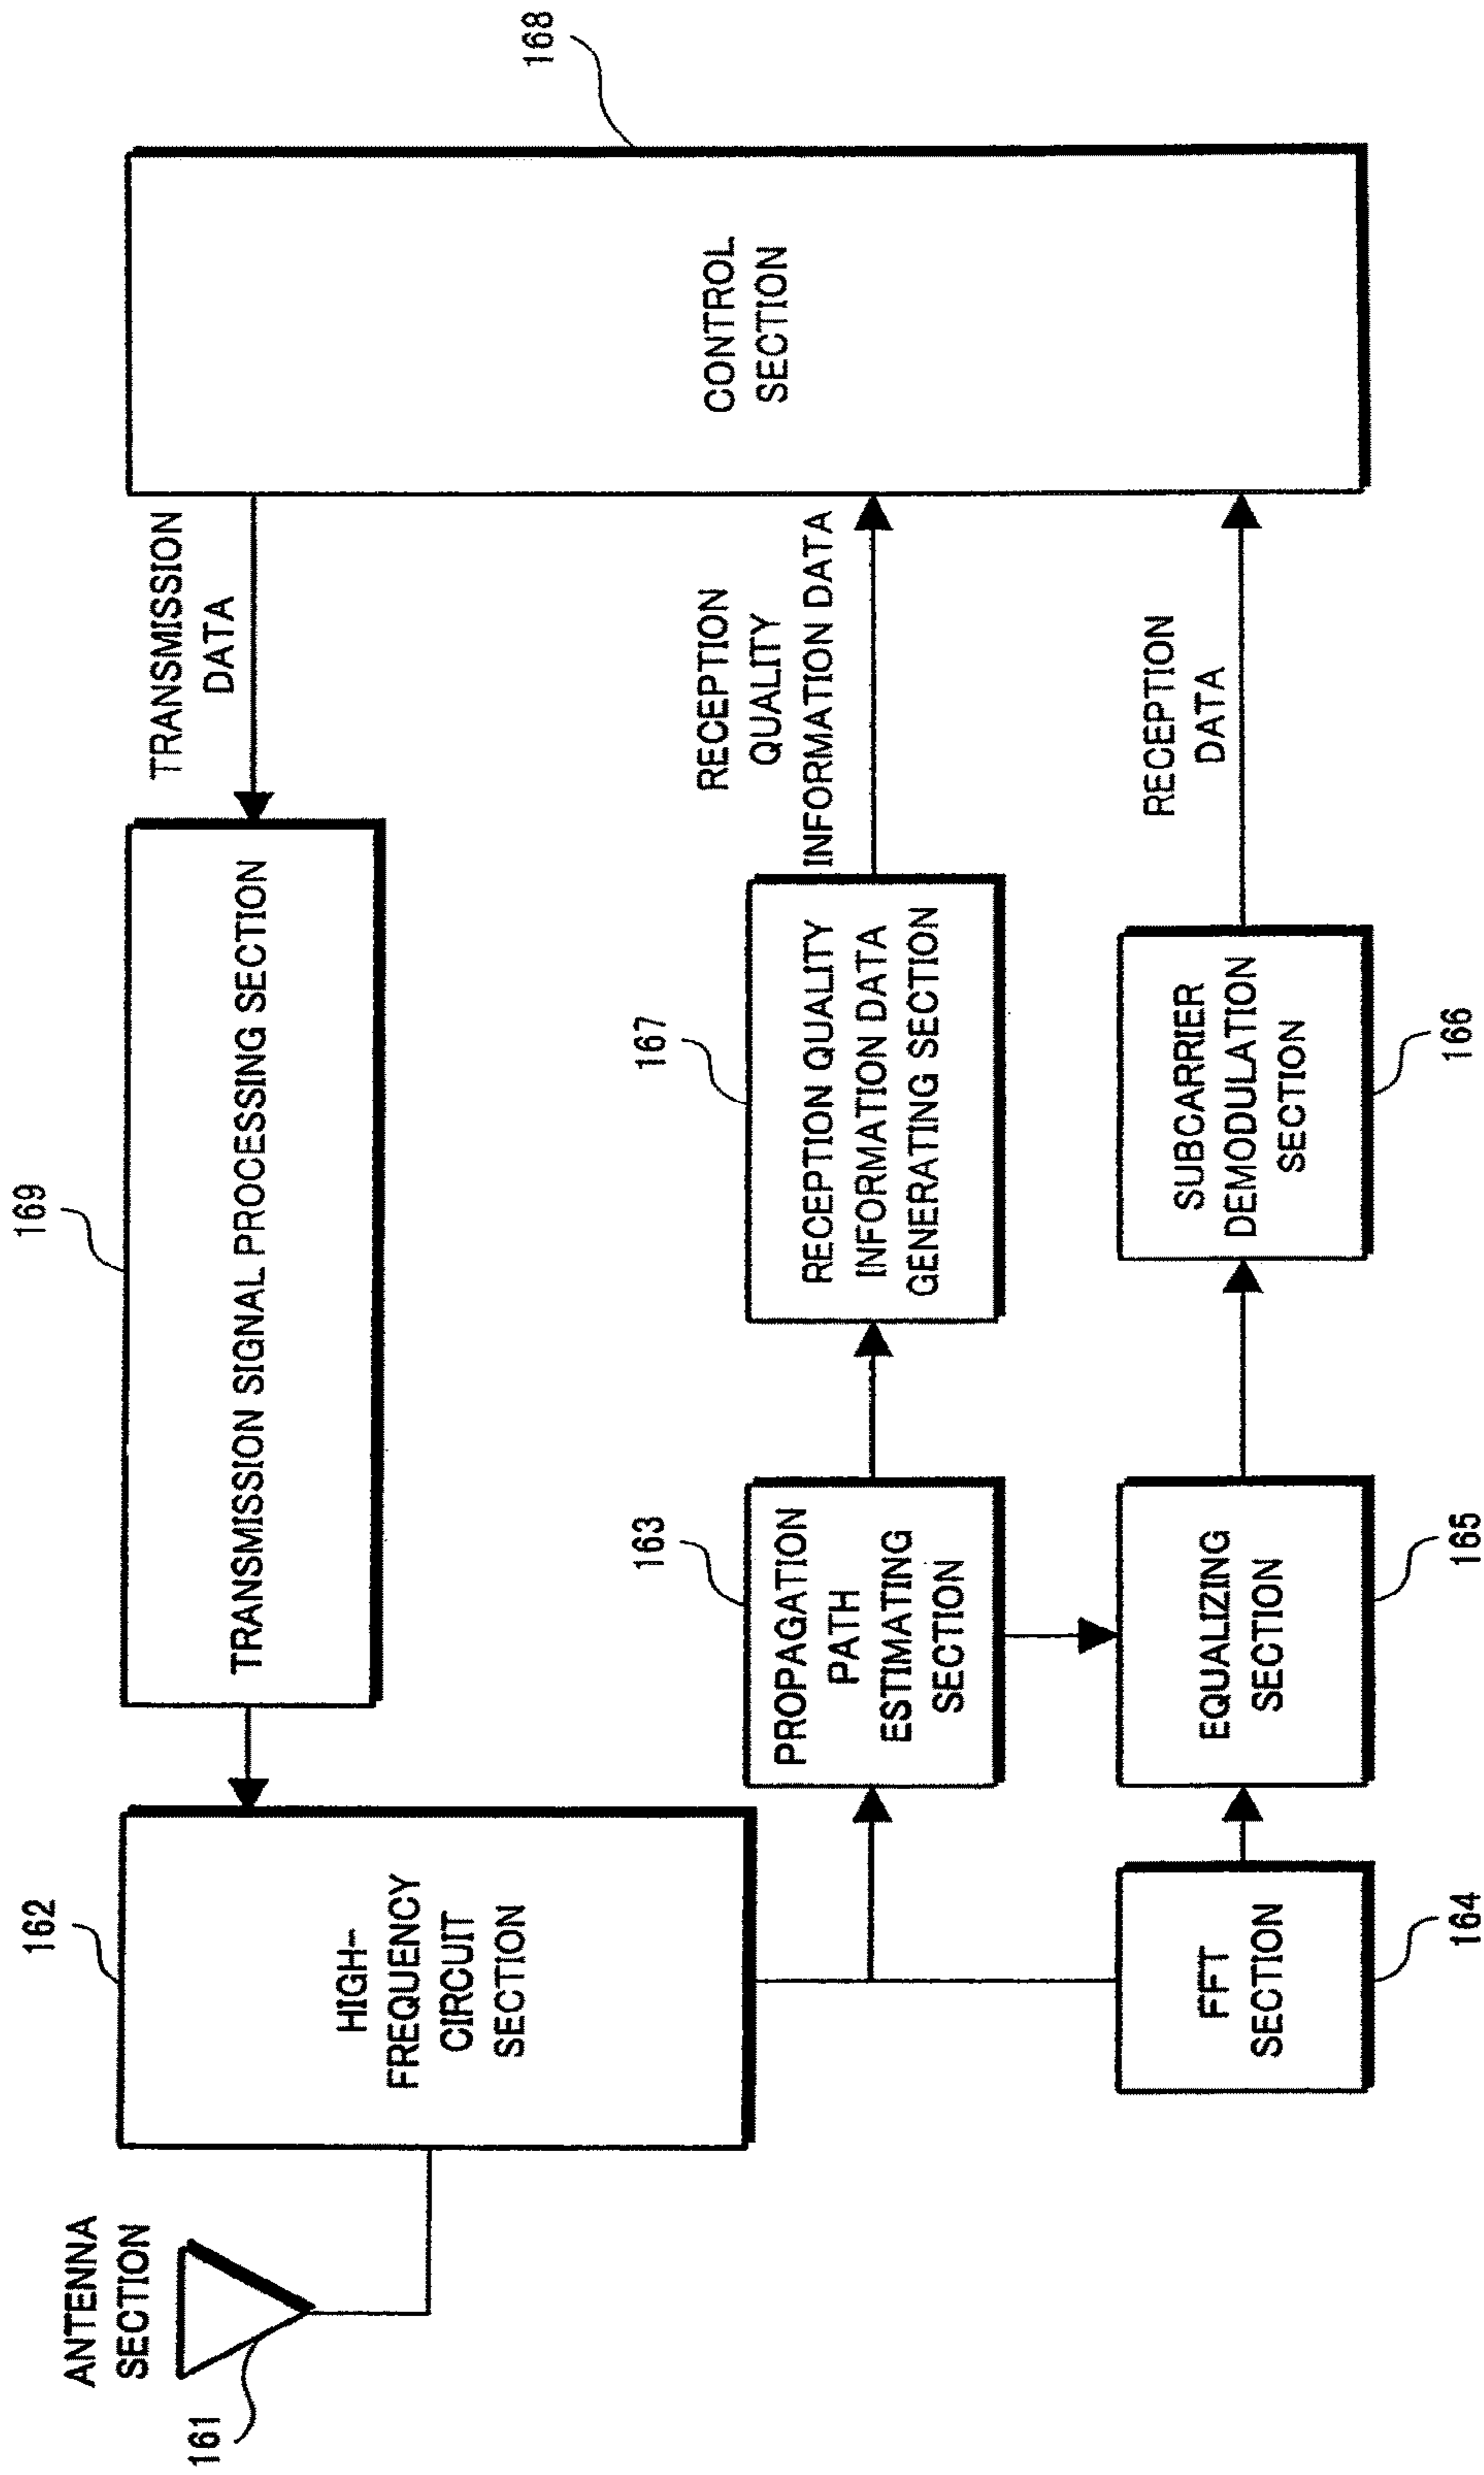 ANTENNA
SECTION
161
162
HIGH-
FREQUENCY
CIRCUIT
SECTION
169
TRANSMISSION SIGNAL PROCESSING SECTION
TRANSMISSION
DATA
168
CONTROL
SECTION
163
PROPAGATION
PATH
ESTIMATING
SECTION
167
RECEPTION QUALITY
INFORMATION DATA
GENERATING SECTION
RECEPTION
QUALITY
INFORMATION DATA
FFT
SECTION
164
EQUALIZING
SECTION
165
SUBCARRIER
DEMODULATION
SECTION
166
RECEPTION
DATA